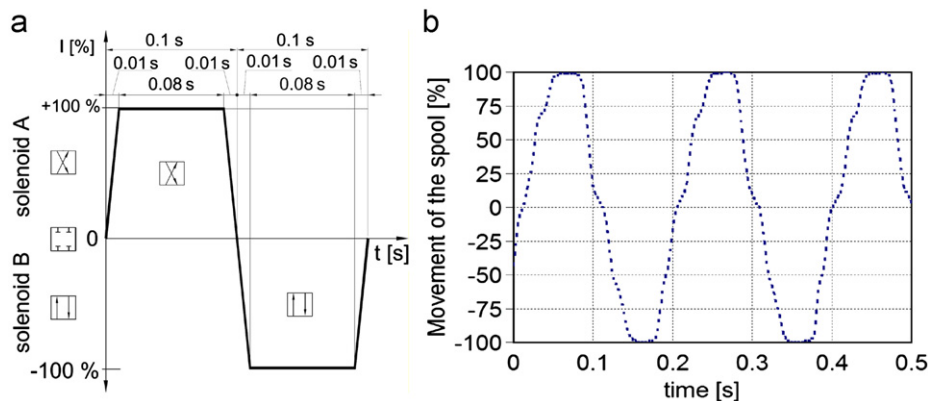 a
I [%]
0.1 s
0.1 s
0.01 s
0.01 s
0.01 s
0.01 s
0.08 s
0.08 s
+100 %
solenoid A
0
t [s]
solenoid B
-100 %
b
Movement of the spool [%]
100
75
50
25
0
-25
-50
-75
-100
0
0.1
0.2
0.3
0.4
0.5
time [s]